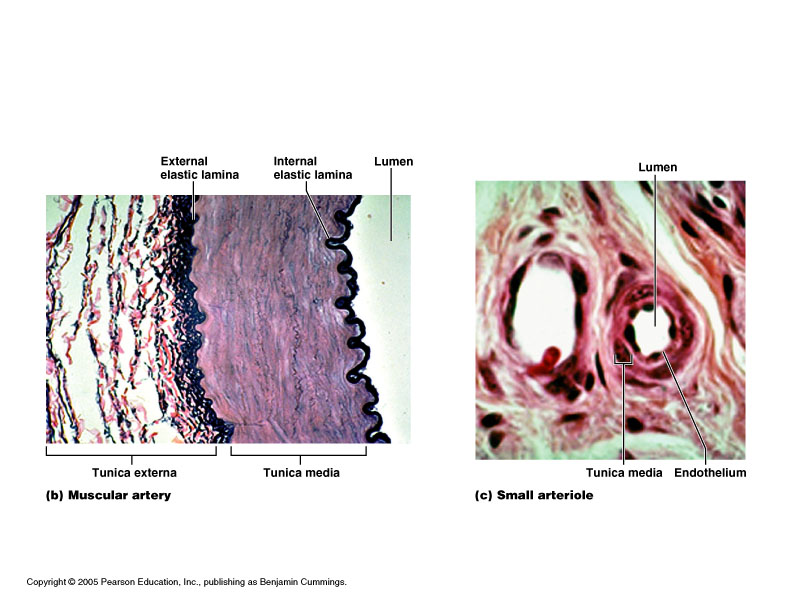 External
elastic lamina
Internal
elastic lamina
Lumen
Lumen
Tunica externa
Tunica media
(b) Muscular artery
Tunica media
Endothelium
(c) Small arteriole
Copyright © 2005 Pearson Education, Inc., publishing as Benjamin Cummings.